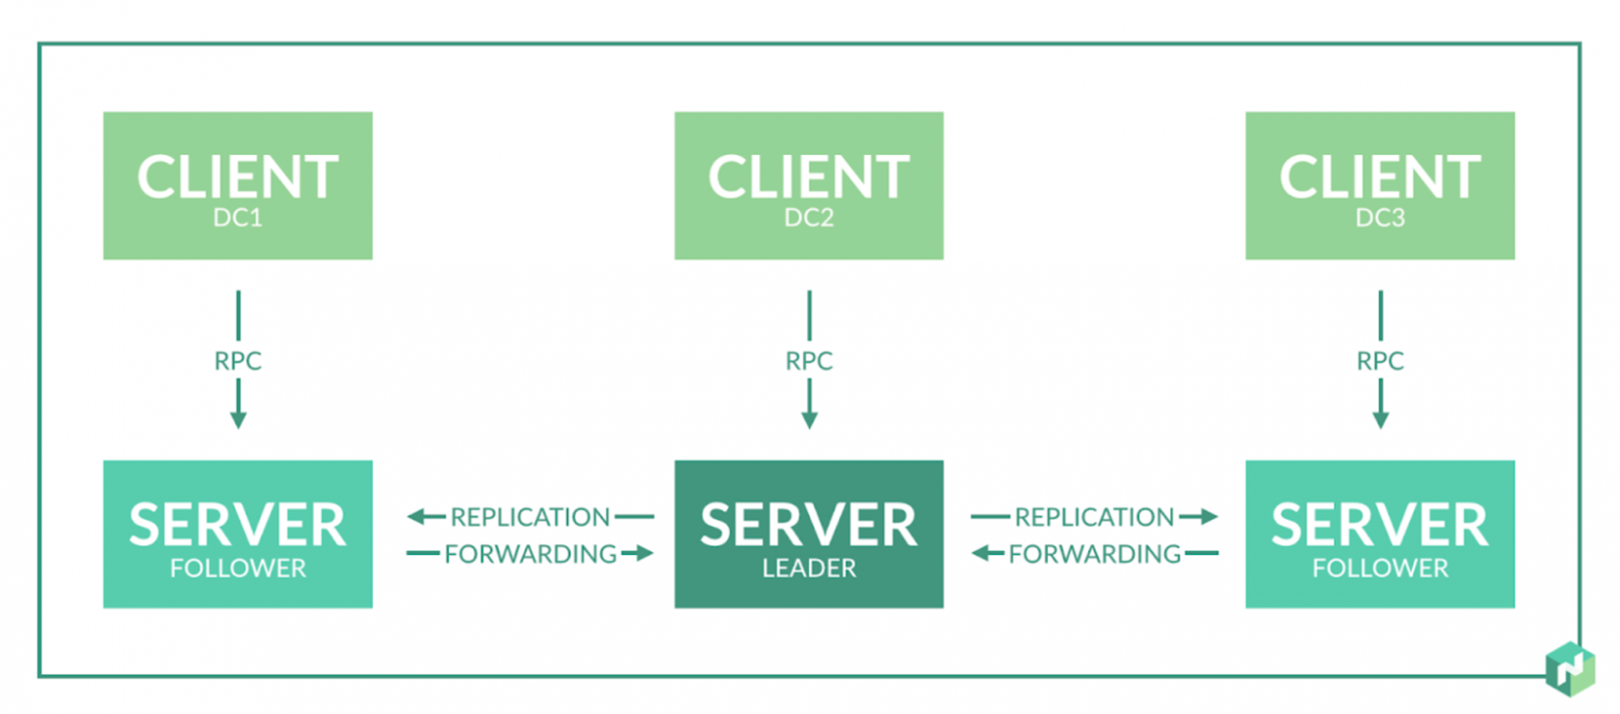 CLIENT
DC1
CLIENT
DC2
CLIENT
DC3
RPC
RPC
RPC
SERVER
FOLLOWER
REPLICATION
FORWARDING
SERVER
LEADER
REPLICATION
FORWARDING
SERVER
FOLLOWER